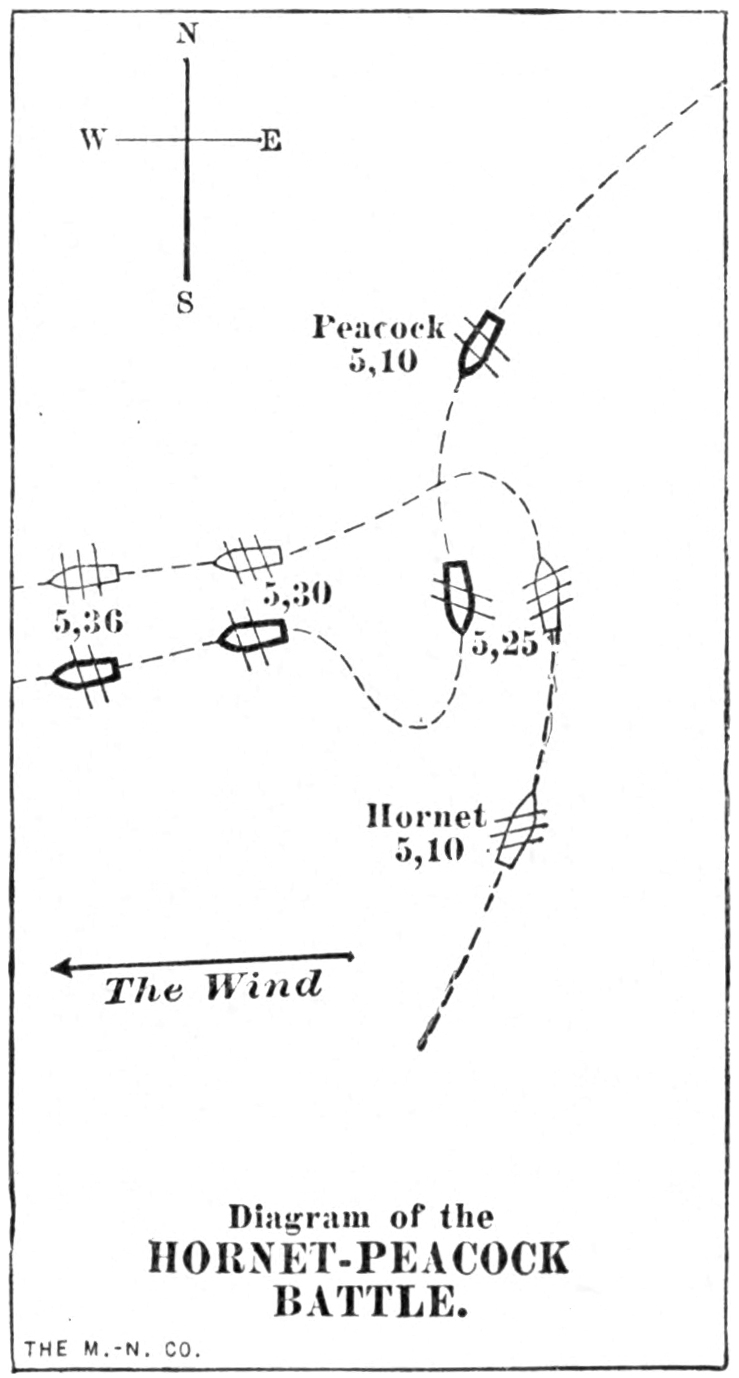 N
W E
S
Peacock
5,10
5,30
5,36
5,25
Hornet
5,10
The Wind
Diagram of the
HORNET-PEACOCK
BATTLE.
THE M.-N. CO.